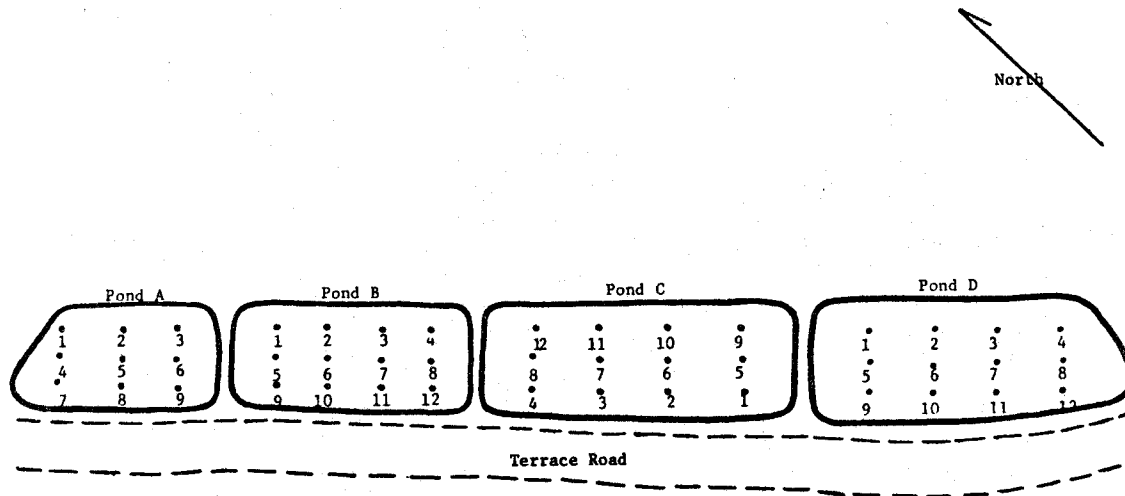 North
Pond A Pond B Pond C Pond D
1 2 3 1 2 3 4 12 11 10 9 1 2 3 4
4 5 6 5 6 7 8 8 7 6 5 5 6 7 8
7 8 9 9 10 11 12 4 3 2 1 9 10 11 12
Terrace Road